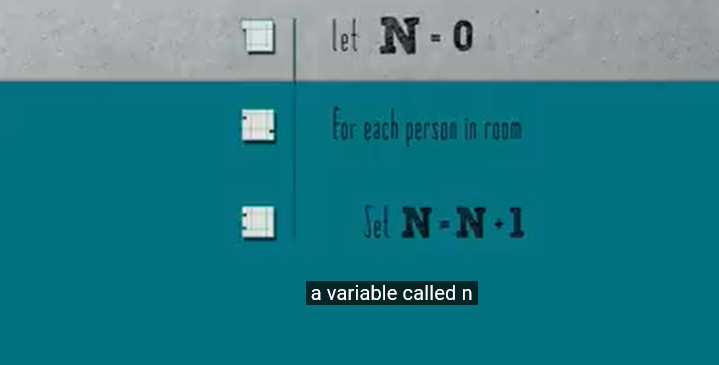 let N = 0
For each person in room
Set N = N + 1
a variable called n